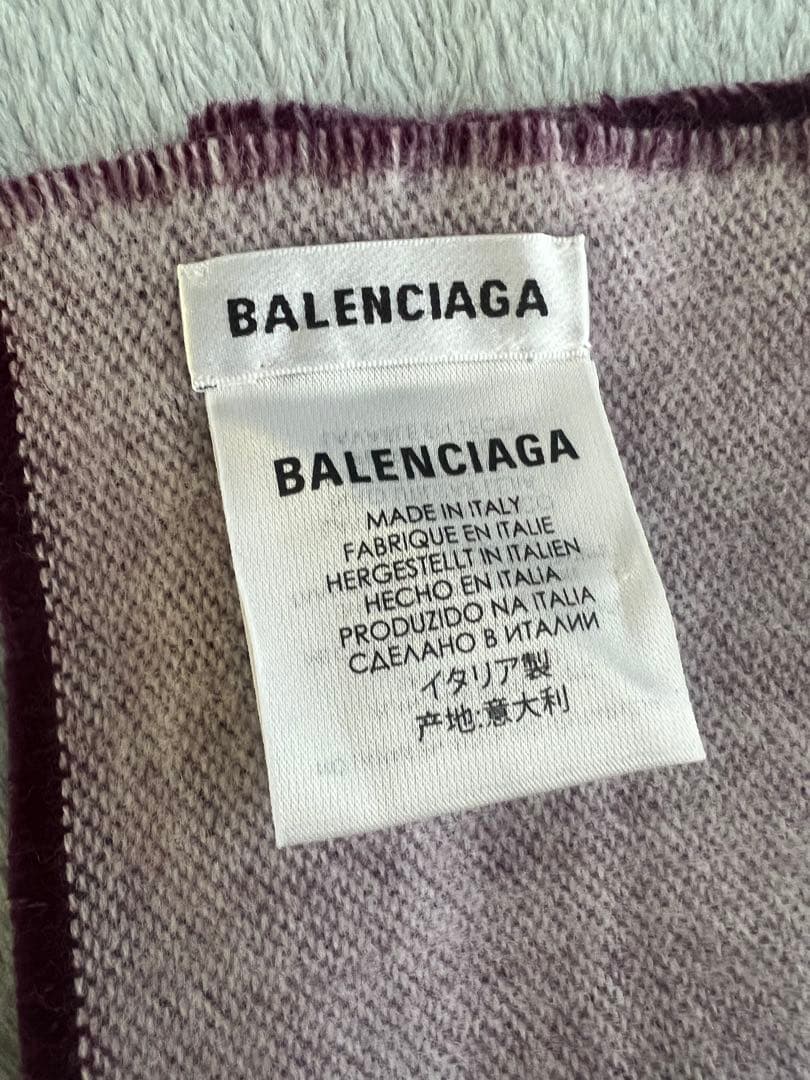 BALENCIAGA
BALENCIAGA
MADE IN ITALY
FABRIQUE EN ITALIE
HERGESTELLT IN ITALIEN
HECHO EN ITALIA
PRODUZIDO NA ITALIA
СДЕЛАНО В ИТАЛИИ
イタリア製
产地:意大利